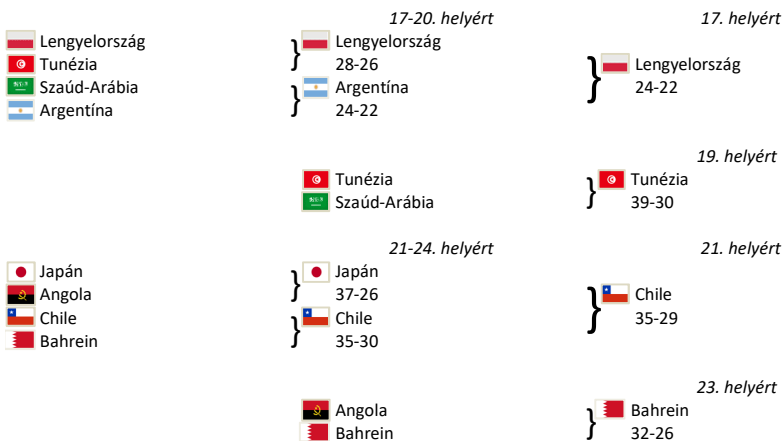 17-20. helyért 17. helyért
Lengyelország Lengyelország
Tunézia 28-26 Lengyelország
Szaúd-Arábia Argentína 24-22
Argentína 24-22
19. helyért
Tunézia Tunézia
Szaúd-Arábia 39-30
21-24. helyért 21. helyért
Japán Japán
Angola 37-26 Chile
Chile Chile 35-29
Bahrein 35-30
23. helyért
Angola Bahrein
Bahrein 32-26